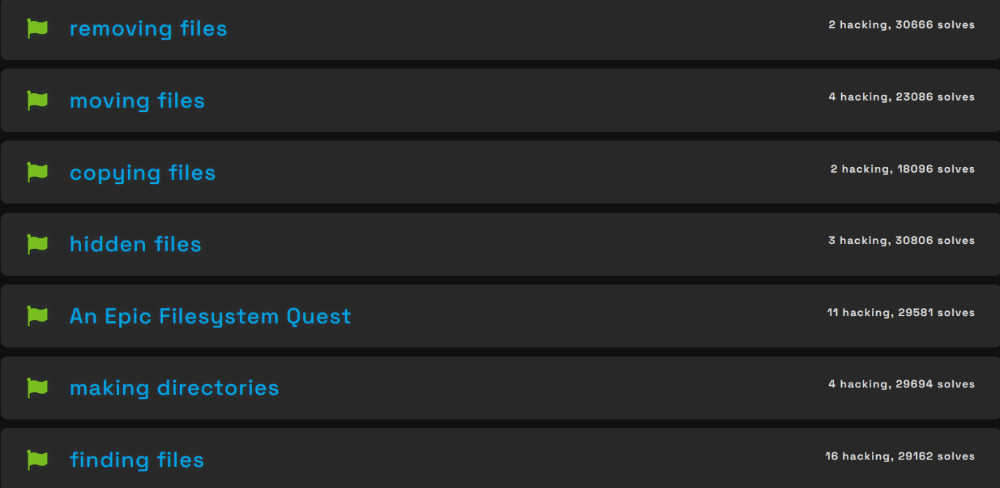 removing files
2 hacking, 30666 solves
moving files
4 hacking, 23086 solves
copying files
2 hacking, 18096 solves
hidden files
3 hacking, 30806 solves
An Epic Filesystem Quest
11 hacking, 29581 solves
making directories
4 hacking, 29694 solves
finding files
16 hacking, 29162 solves